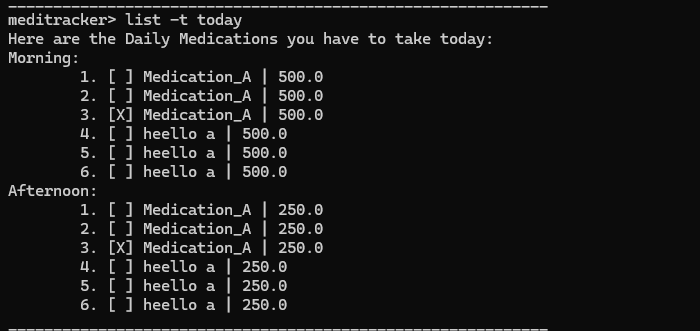 ____________________________________________________________
meditracker> list -t today
Here are the Daily Medications you have to take today:
Morning:
        1. [ ] Medication_A | 500.0
        2. [ ] Medication_A | 500.0
        3. [X] Medication_A | 500.0
        4. [ ] heello a | 500.0
        5. [ ] heello a | 500.0
        6. [ ] heello a | 500.0
Afternoon:
        1. [ ] Medication_A | 250.0
        2. [ ] Medication_A | 250.0
        3. [X] Medication_A | 250.0
        4. [ ] heello a | 250.0
        5. [ ] heello a | 250.0
        6. [ ] heello a | 250.0
____________________________________________________________